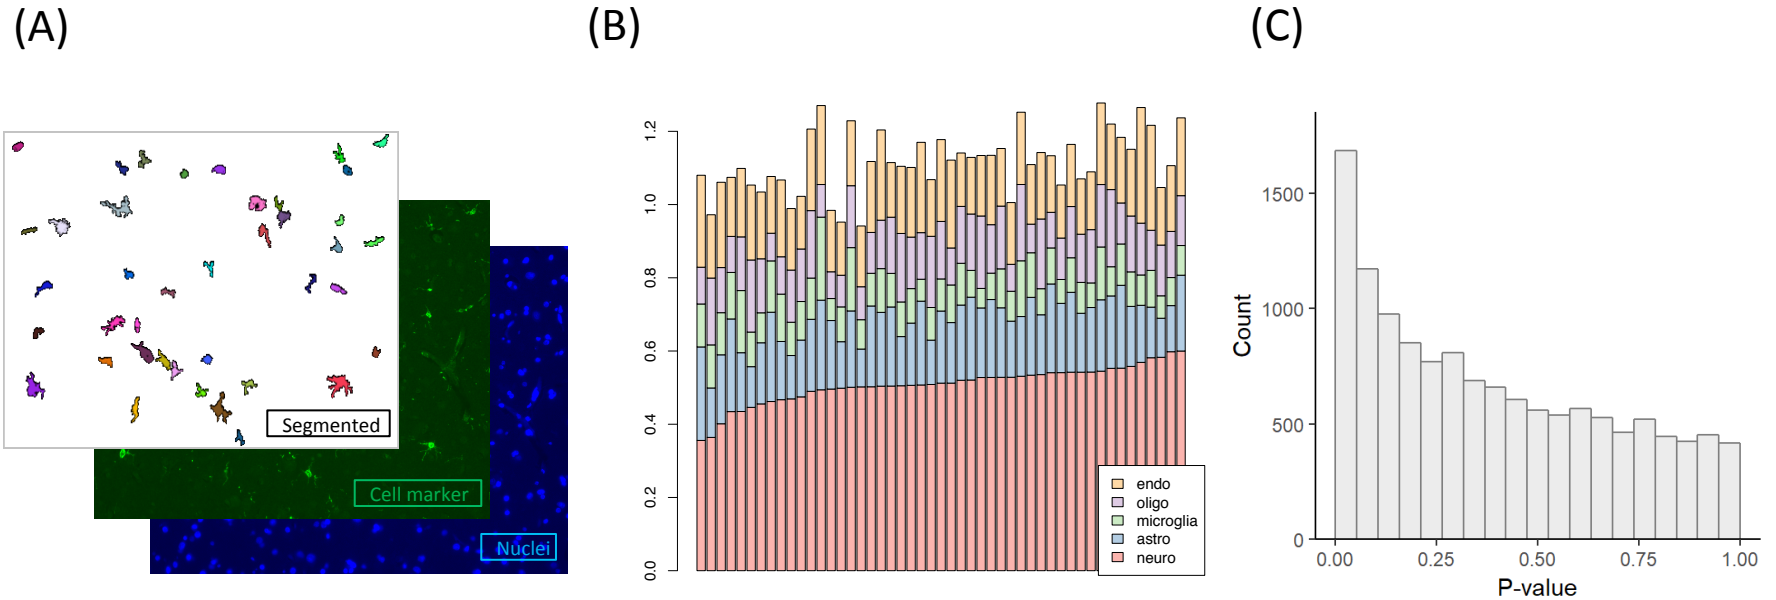 (A)
(B)
(C)
Segmented
Cell marker
Nuclei
1.2
1.0
0.8
0.6
0.4
0.2
0.0
endo
oligo
microglia
astro
neuro
Count
1500
1000
500
0
0.00 0.25 0.50 0.75 1.00
P-value